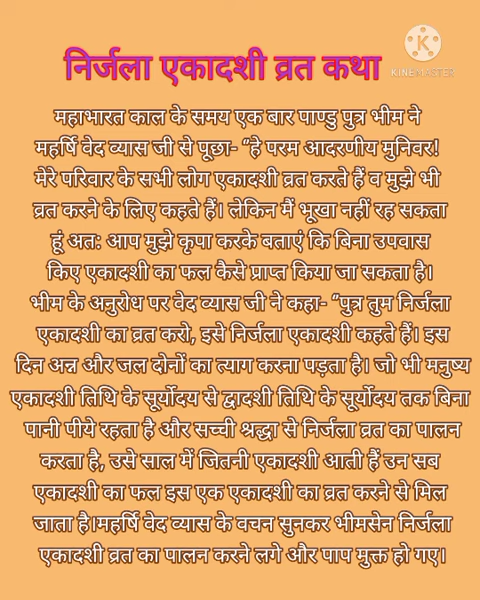 निर्जला एकादशी व्रत कथा
KINEMASTER
महाभारत काल के समय एक बार पाण्डु पुत्र भीम ने
महर्षि वेद व्यास जी से पूछा- “है परम आदरणीय मुनिवर!
मेरे परिवार के सभी लोग एकादशी व्रत करते हैं व मुझे भी
व्रत करने के लिए कहते हैं। लेकिन मैं भूखा नहीं रह सकता
हूं अत: आप मुझे कृपा करके बताएं कि बिना उपवास
किए एकादशी का फल कैसे प्राप्त किया जा सकता है।
भीम के अनुरोध पर वेद व्यास जी ने कहा- “पुत्र तुम निर्जला
एकादशी का व्रत करो, इसे निर्जला एकादशी कहते हैं। इस
दिन अन्न और जल दोनों का त्याग करना पड़ता है। जो भी मनुष्य
एकादशी तिथि के सूर्योदय से द्वादशी तिथि के सूर्योदय तक बिना
पानी पीये रहता है और सच्ची श्रद्धा से निर्जला व्रत का पालन
करता है, उसे साल में जितनी एकादशी आती हैं उन सब
एकादशी का फल इस एक एकादशी का व्रत करने से मिल
जाता है।महर्षि वेद व्यास के वचन सुनकर भीमसेन निर्जला
एकादशी व्रत का पालन करने लगे और पाप मुक्त हो गए।